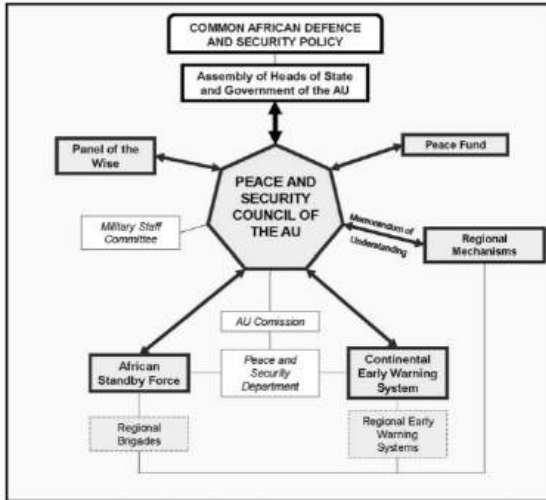 COMMON AFRICAN DEFENCE
AND SECURITY POLICY
Assembly of Heads of State
and Government of the AU
Panel of the
Wise
Peace Fund
PEACE AND
SECURITY
COUNCIL OF
THE AU
Military Staff
Committee
Memorandum of
Understanding
Regional
Mechanisms
AU Comission
African
Standby Force
Peace and
Security
Department
Continental
Early Warning
System
Regional
Brigades
Regional Early
Warning
Systems